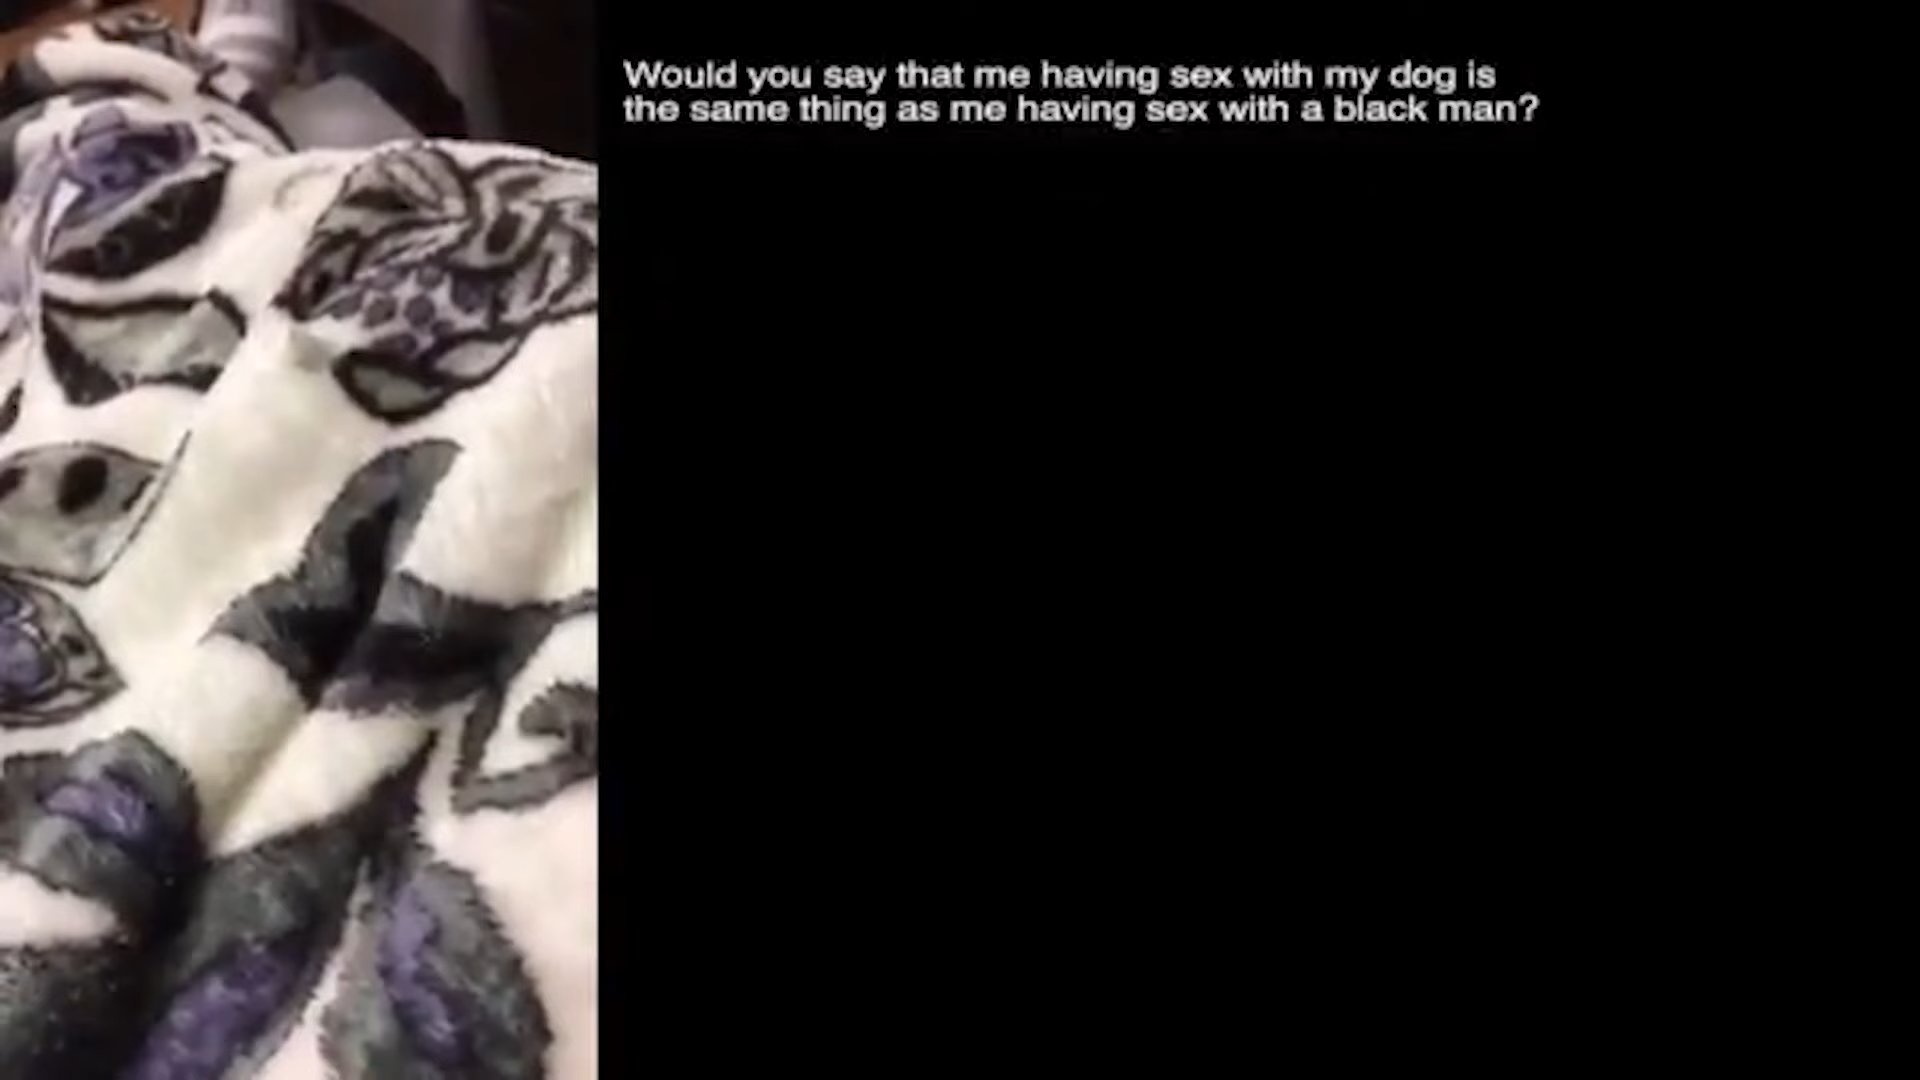 Would you say that me having sex with my dog is
the same thing as me having sex with a black man?